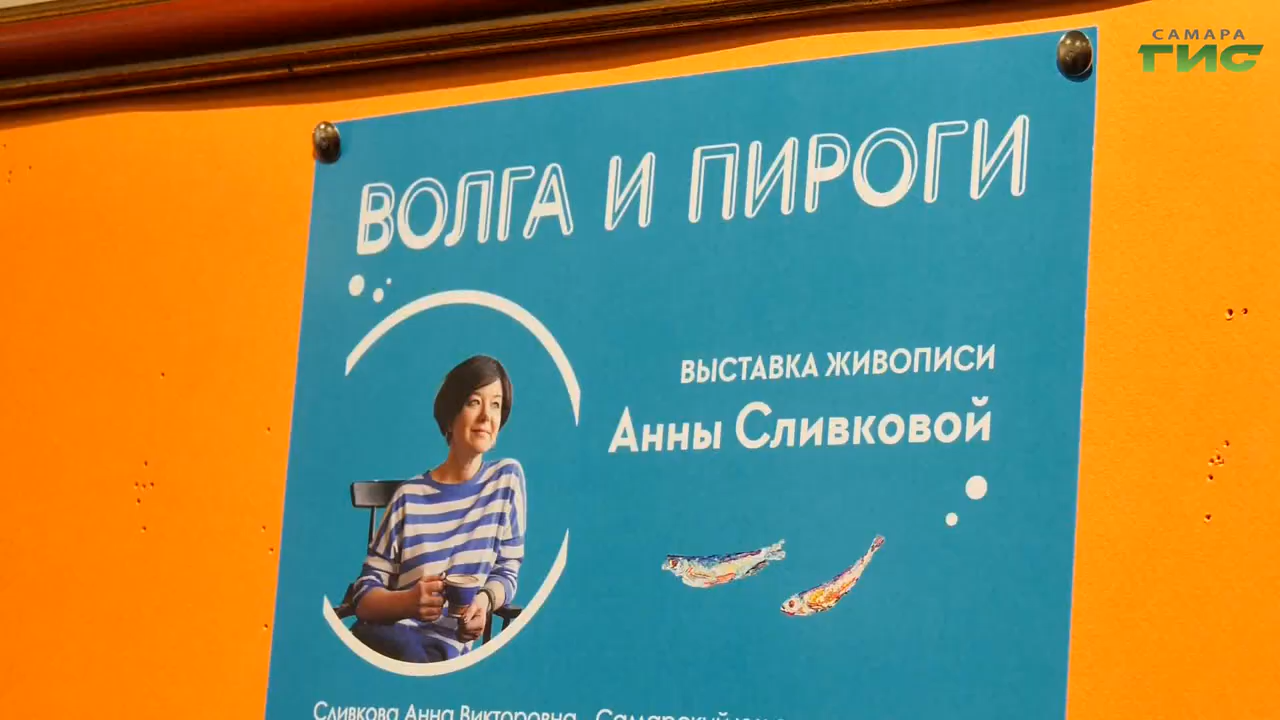 САМАРА
ГИС
ВОЛГА И ПИРОГИ
ВЫСТАВКА ЖИВОПИСИ
Анны Сливковой
Сливкова Анна Викторовна